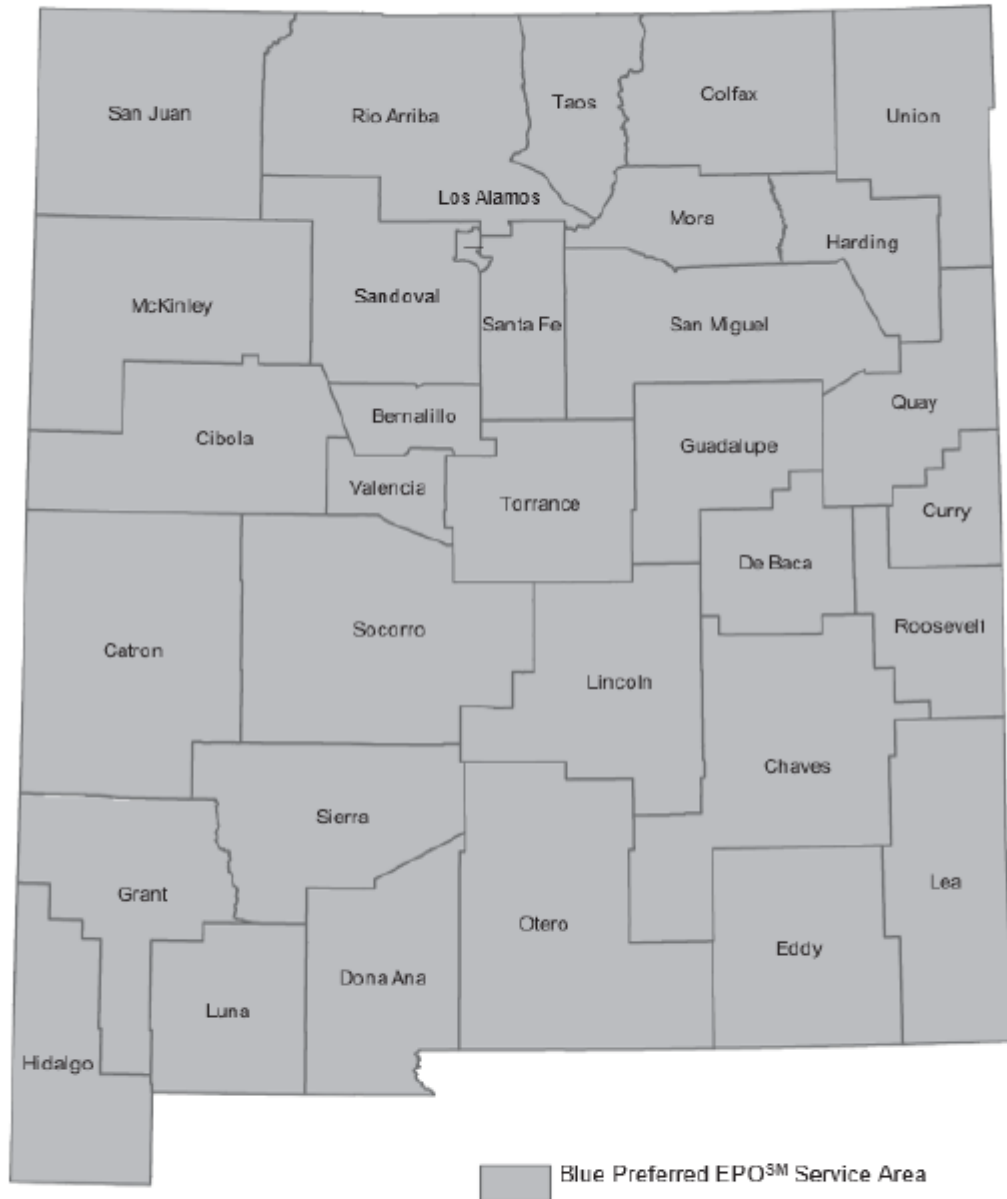 San Juan
Rio Arriba
Taos
Colfax
Union
Los Alamos
Mora
Harding
McKinley
Sandoval
Santa Fe
San Miguel
Quay
Cibola
Bernalillo
Guadalupe
Valencia
Torrance
Curry
De Baca
Catron
Socorro
Roosevelt
Lincoln
Chaves
Sierra
Grant
Lea
Otero
Eddy
Dona Ana
Luna
Hidalgo
Blue Preferred EPO℠ Service Area